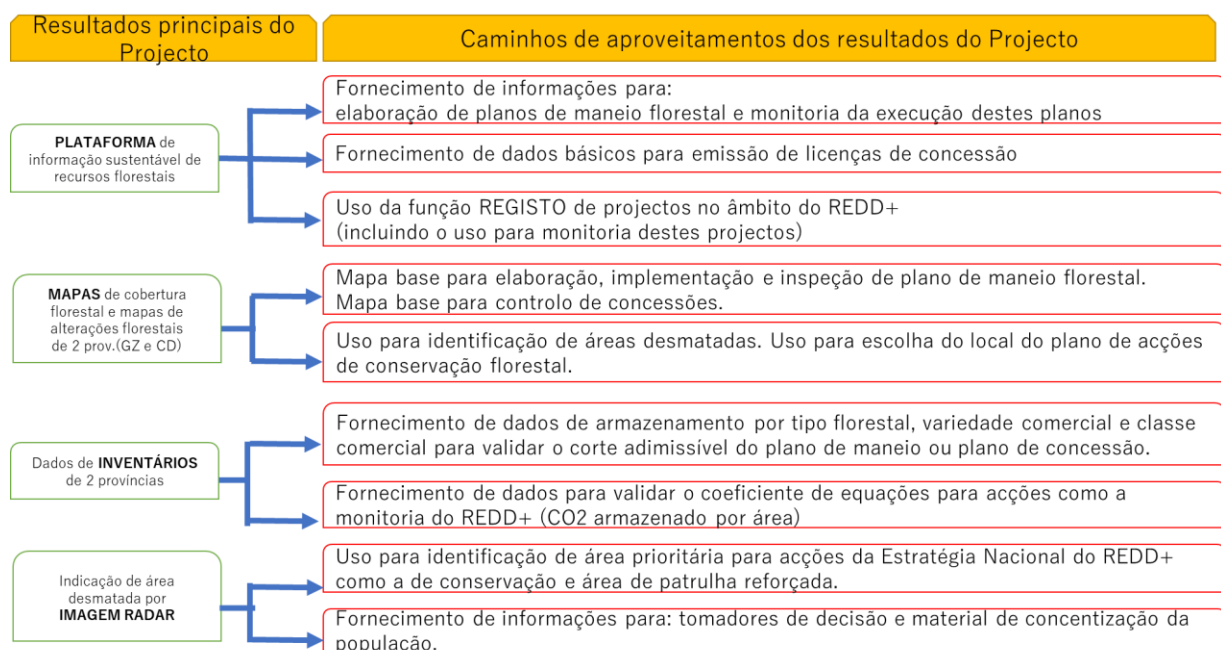 Resultados principais do
Projecto
Caminhos de aproveitamentos dos resultados do Projecto
PLATAFORMA de
informação sustentável de
recursos florestais
Fornecimento de informações para:
elaboração de planos de maneio florestal e monitoria da execução destes planos
Fornecimento de dados básicos para emissão de licenças de concessão
Uso da função REGISTO de projectos no âmbito do REDD+
(incluindo o uso para monitoria destes projectos)
MAPAS de cobertura
florestal e mapas de
alterações florestais
de 2 prov.(GZ e CD)
Mapa base para elaboração, implementação e inspeção de plano de maneio florestal.
Mapa base para controlo de concessões.
Uso para identificação de áreas desmatadas. Uso para escolha do local do plano de acções
de conservação florestal.
Dados de INVENTÁRIOS
de 2 províncias
Fornecimento de dados de armazenamento por tipo florestal, variedade comercial e classe
comercial para validar o corte adimissível do plano de maneio ou plano de concessão.
Fornecimento de dados para validar o coeficiente de equações para acções como a
monitoria do REDD+ (CO2 armazenado por área)
Indicação de área
desmatada por
IMAGEM RADAR
Uso para identificação de área prioritária para acções da Estratégia Nacional do REDD+
como a de conservação e área de patrulha reforçada.
Fornecimento de informações para: tomadores de decisão e material de concentização da
população.